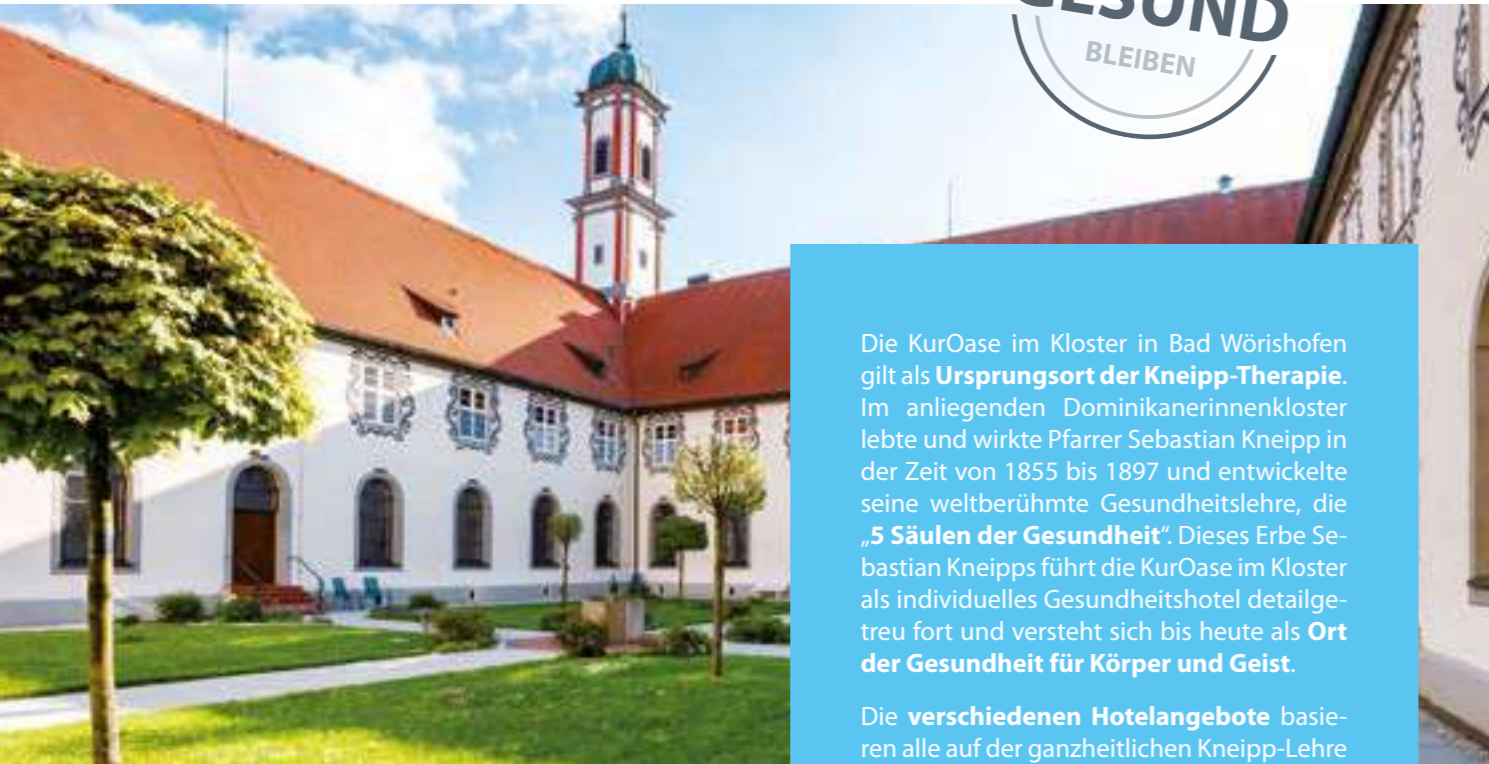 GESUND
BLEIBEN
Die KurOase im Kloster in Bad Wörishofen
gilt als Ursprungsort der Kneipp-Therapie.
Im anliegenden Dominikanerinnenkloster
lebte und wirkte Pfarrer Sebastian Kneipp in
der Zeit von 1855 bis 1897 und entwickelte
seine weltberühmte Gesundheitslehre, die
„5 Säulen der Gesundheit“. Dieses Erbe Se-
bastian Kneipps führt die KurOase im Kloster
als individuelles Gesundheitshotel detailge-
treu fort und versteht sich bis heute als Ort
der Gesundheit für Körper und Geist.
Die verschiedenen Hotelangebote basie-
ren alle auf der ganzheitlichen Kneipp-Lehre